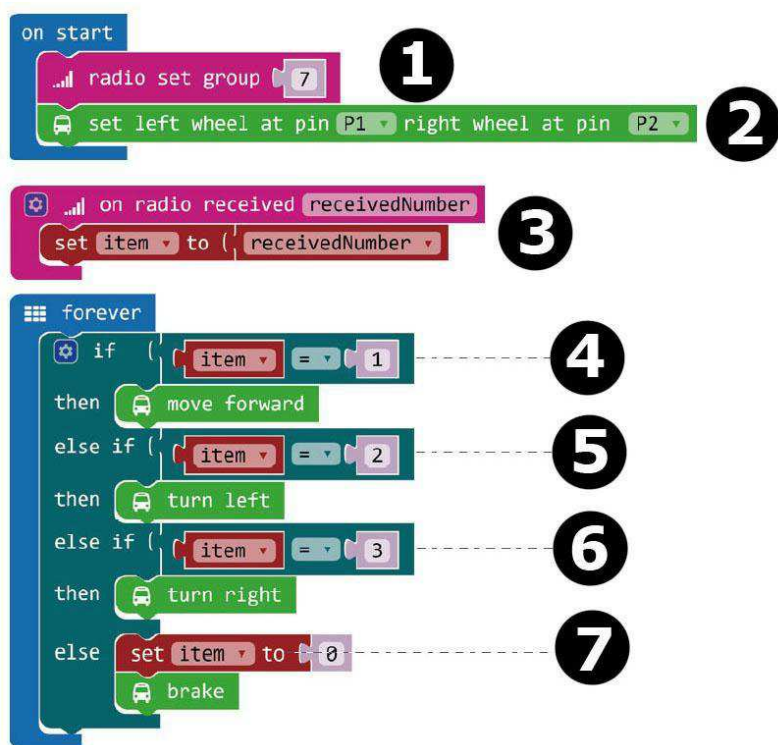 on start
radio set group 7
1
set left wheel at pin P1 right wheel at pin P2
2
on radio received receivedNumber
set item to ( receivedNumber
3
forever
if ( item = 1
4
then move forward
else if ( item = 2
5
then turn left
else if ( item = 3
6
then turn right
else set item to 0
7
brake